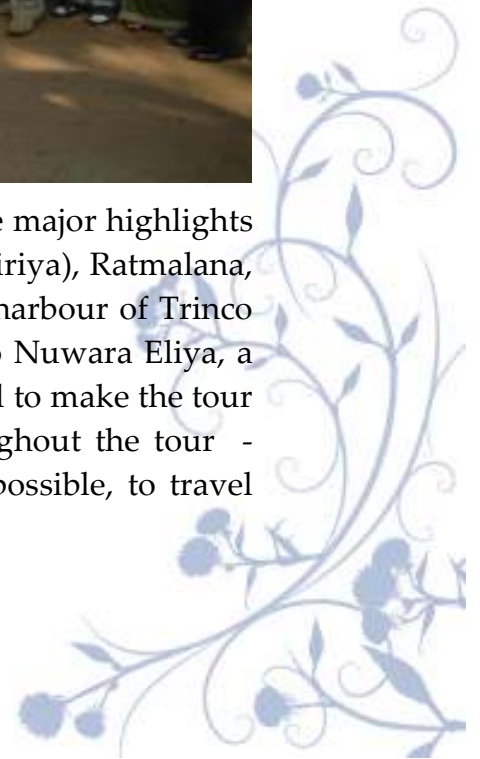 e major highlights
iriya), Ratmalana,
harbour of Trinco
o Nuwara Eliya, a
l to make the tour
ghout the tour -
possible, to travel